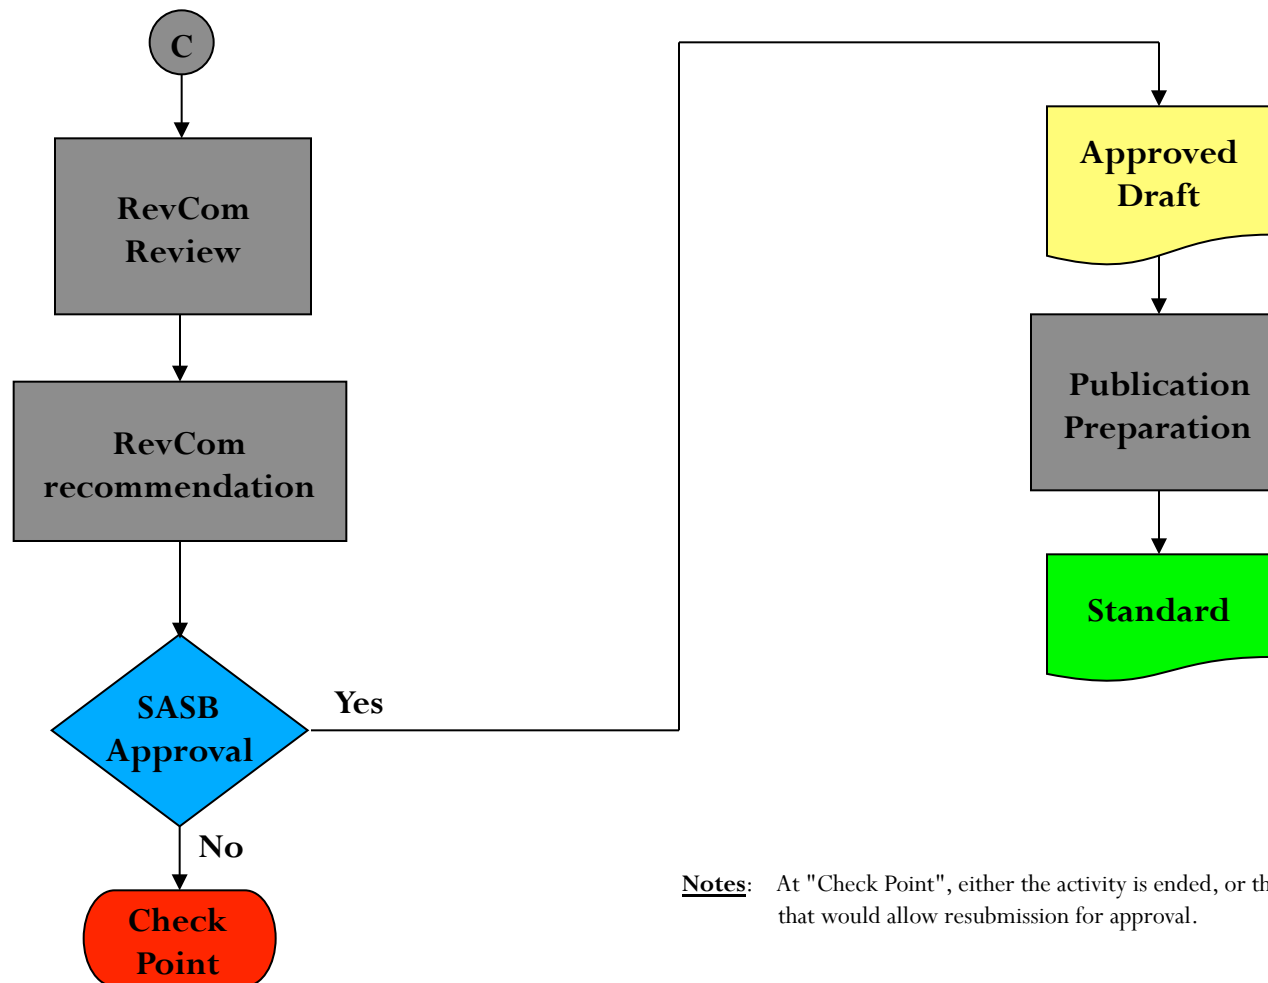 C
RevCom
Review
RevCom
recommendation
SASB
Approval
Yes
No
Check
Point
Approved
Draft
Publication
Preparation
Standard
Notes: At "Check Point", either the activity is ended, or th
that would allow resubmission for approval.